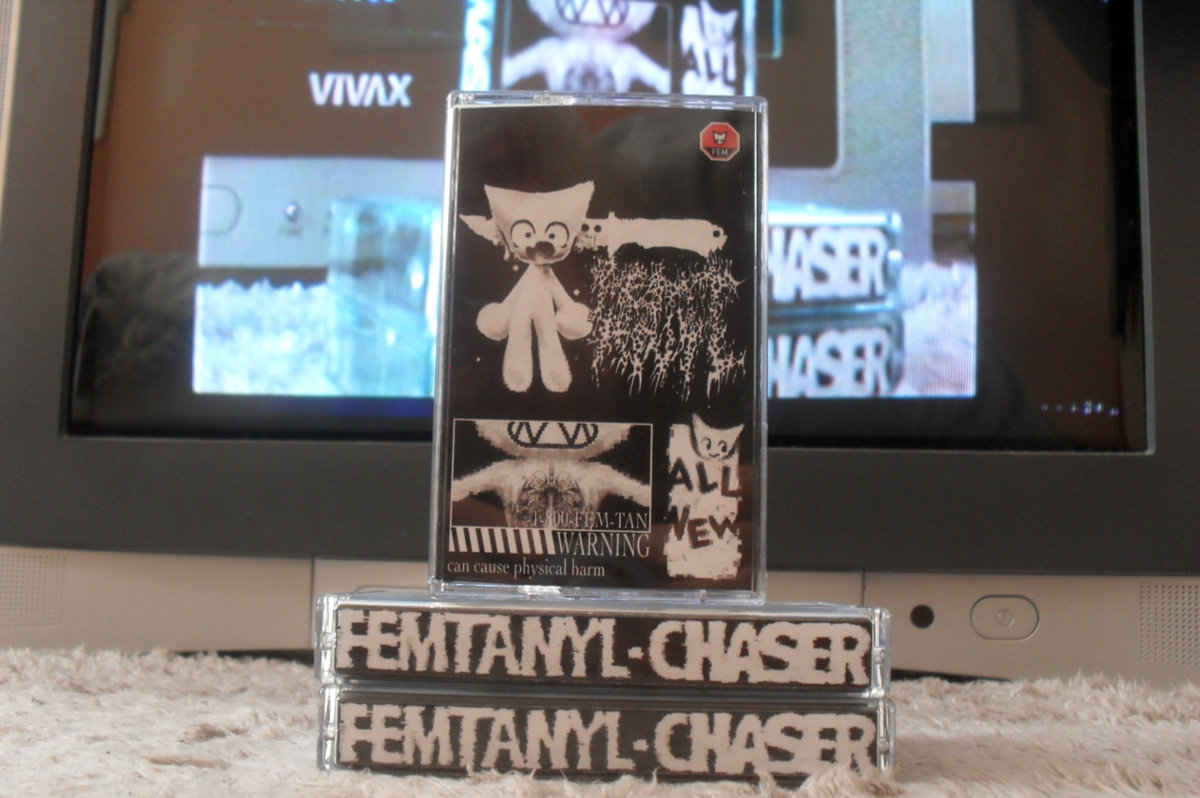 VIVAX
ALL
FEM
CHASER
CHASER
1-800-FEM-TAN
WARNING
can cause physical harm
ALL
NEW
FEMTANYL-CHASER
FEMTANYL-CHASER